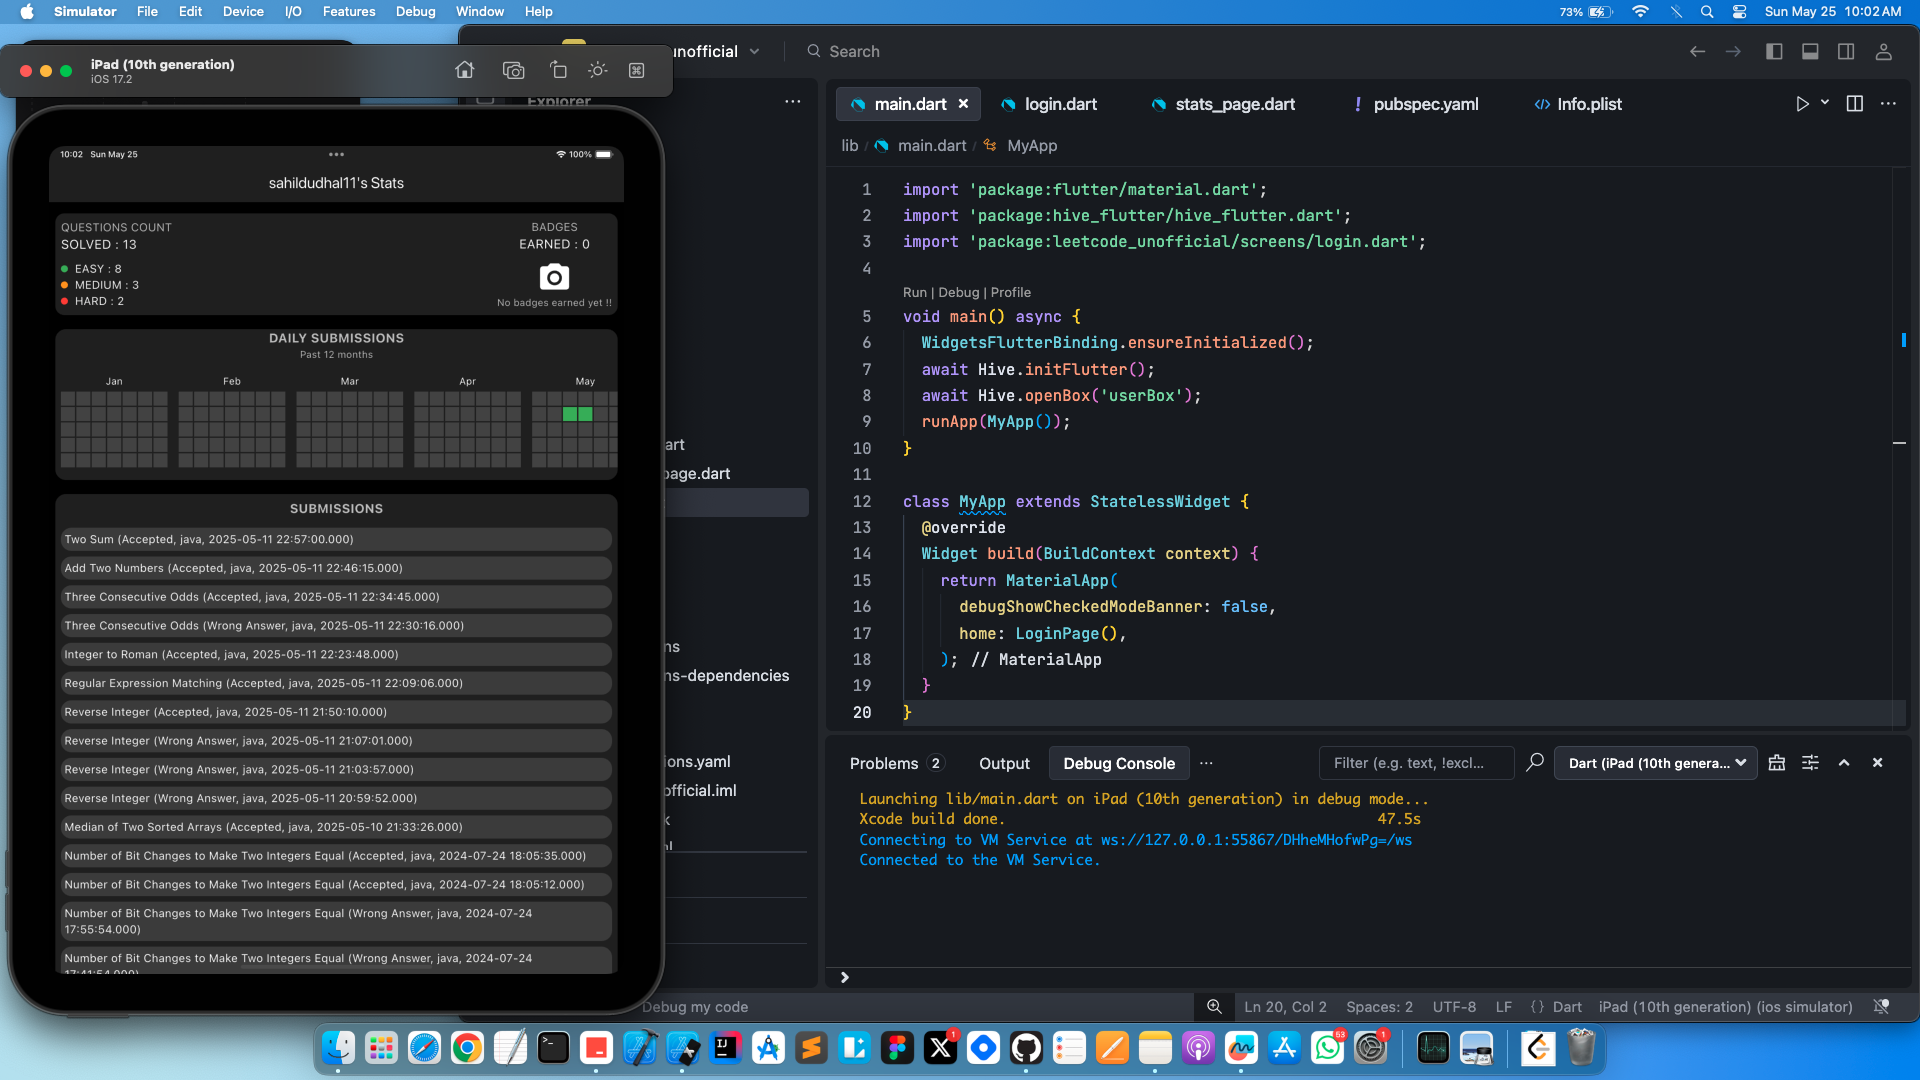 Simulator File Edit Device I/O Features Debug Window Help
73% Sun May 25 10:02 AM
iPad (10th generation)
iOS 17.2
unofficial
Search
Explorer
10:02 Sun May 25
100%
sahildudhal11's Stats
QUESTIONS COUNT
SOLVED : 13
EASY : 8
MEDIUM : 3
HARD : 2
BADGES
EARNED : 0
No badges earned yet !!
DAILY SUBMISSIONS
Past 12 months
Jan Feb Mar Apr May
SUBMISSIONS
Two Sum (Accepted, java, 2025-05-11 22:57:00.000)
Add Two Numbers (Accepted, java, 2025-05-11 22:46:15.000)
Three Consecutive Odds (Accepted, java, 2025-05-11 22:34:45.000)
Three Consecutive Odds (Wrong Answer, java, 2025-05-11 22:30:16.000)
Integer to Roman (Accepted, java, 2025-05-11 22:23:48.000)
Regular Expression Matching (Accepted, java, 2025-05-11 22:09:06.000)
Reverse Integer (Accepted, java, 2025-05-11 21:50:10.000)
Reverse Integer (Wrong Answer, java, 2025-05-11 21:07:01.000)
Reverse Integer (Wrong Answer, java, 2025-05-11 21:03:57.000)
Reverse Integer (Wrong Answer, java, 2025-05-11 20:59:52.000)
Median of Two Sorted Arrays (Accepted, java, 2025-05-10 21:33:26.000)
Number of Bit Changes to Make Two Integers Equal (Accepted, java, 2024-07-24 18:05:35.000)
Number of Bit Changes to Make Two Integers Equal (Accepted, java, 2024-07-24 18:05:12.000)
Number of Bit Changes to Make Two Integers Equal (Wrong Answer, java, 2024-07-24
17:55:54.000)
Number of Bit Changes to Make Two Integers Equal (Wrong Answer, java, 2024-07-24
17:41:54.000)
art
page.dart
ns
ns-dependencies
ions.yaml
official.iml
main.dart login.dart stats_page.dart ! pubspec.yaml Info.plist
lib / main.dart / MyApp
1 import 'package:flutter/material.dart';
2 import 'package:hive_flutter/hive_flutter.dart';
3 import 'package:leetcode_unofficial/screens/login.dart';
4
Run | Debug | Profile
5 void main() async {
6 WidgetsFlutterBinding.ensureInitialized();
7 await Hive.initFlutter();
8 await Hive.openBox('userBox');
9 runApp(MyApp());
10 }
11
12 class MyApp extends StatelessWidget {
13 @override
14 Widget build(BuildContext context) {
15 return MaterialApp(
16 debugShowCheckedModeBanner: false,
17 home: LoginPage(),
18 ); // MaterialApp
19 }
20 }
Problems 2 Output Debug Console Filter (e.g. text, !excl... Dart (iPad (10th genera...
Launching lib/main.dart on iPad (10th generation) in debug mode...
Xcode build done. 47.5s
Connecting to VM Service at ws://127.0.0.1:55867/DHheMHofwPg=/ws
Connected to the VM Service.
Debug my code
Ln 20, Col 2 Spaces: 2 UTF-8 LF {} Dart iPad (10th generation) (ios simulator)
1 63 1